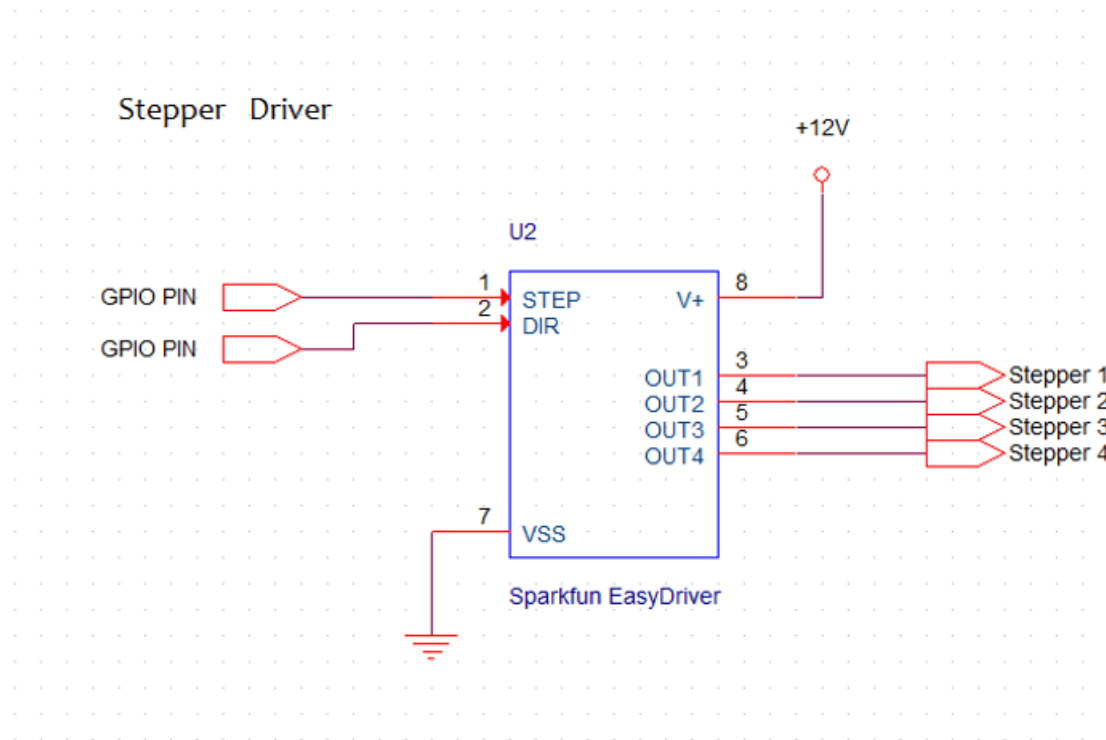 Stepper Driver
+12V
U2
GPIO PIN
1
STEP
V+
8
2
DIR
GPIO PIN
OUT1
3
Stepper 1
OUT2
4
Stepper 2
OUT3
5
Stepper 3
OUT4
6
Stepper 4
7
VSS
Sparkfun EasyDriver